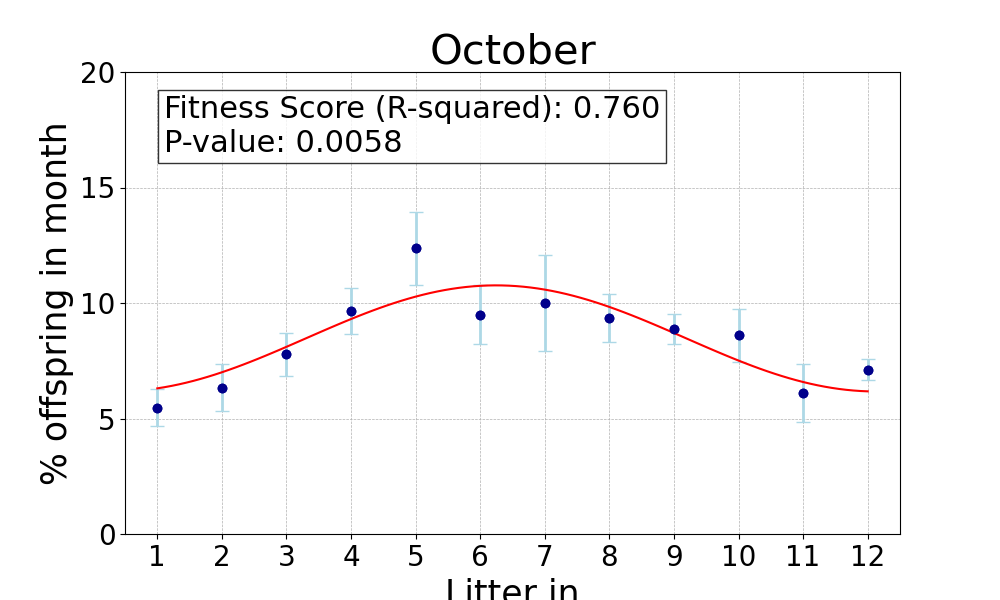 October
Fitness Score (R-squared): 0.760
P-value: 0.0058
% offspring in month
20
15
10
5
0
1 2 3 4 5 6 7 8 9 10 11 12
Litter in